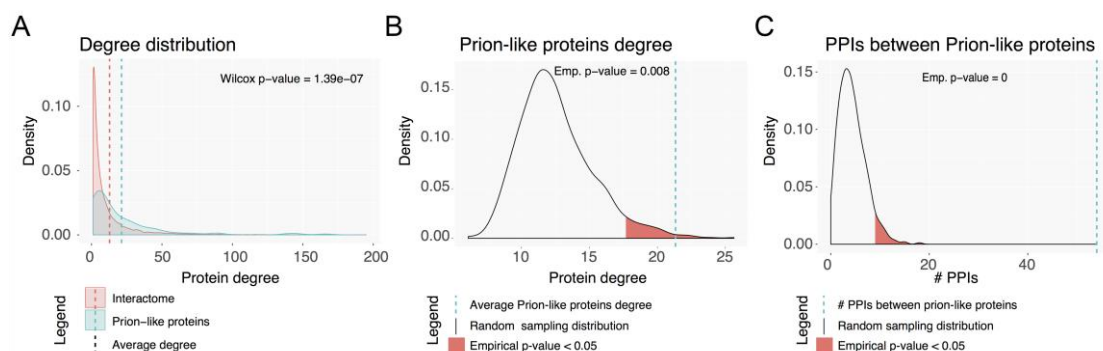 A
Degree distribution
Wilcox p-value = 1.39e-07
Density
0.10
0.05
0.00
0
50
100
150
200
Protein degree
Legend
Interactome
Prion-like proteins
Average degree
B
Prion-like proteins degree
Emp. p-value = 0.008
Density
0.15
0.10
0.05
0.00
10
15
20
25
Protein degree
Legend
Average Prion-like proteins degree
Random sampling distribution
Empirical p-value < 0.05
C
PPIs between Prion-like proteins
Emp. p-value = 0
Density
0.15
0.10
0.05
0.00
0
20
40
# PPIs
Legend
# PPIs between prion-like proteins
Random sampling distribution
Empirical p-value < 0.05